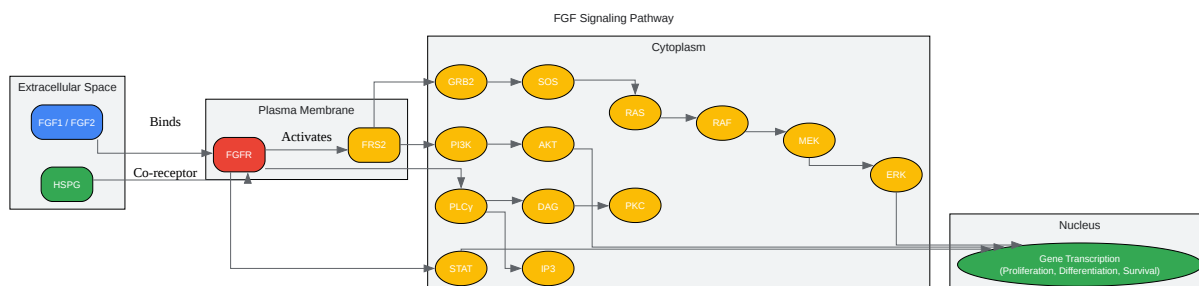 FGF Signaling Pathway
Extracellular Space
FGF1 / FGF2
HSPG
Binds
Co-receptor
Plasma Membrane
FGFR
Activates
FRS2
Cytoplasm
GRB2
SOS
RAS
RAF
MEK
ERK
PI3K
AKT
PLCγ
DAG
PKC
STAT
IP3
Nucleus
Gene Transcription
(Proliferation, Differentiation, Survival)